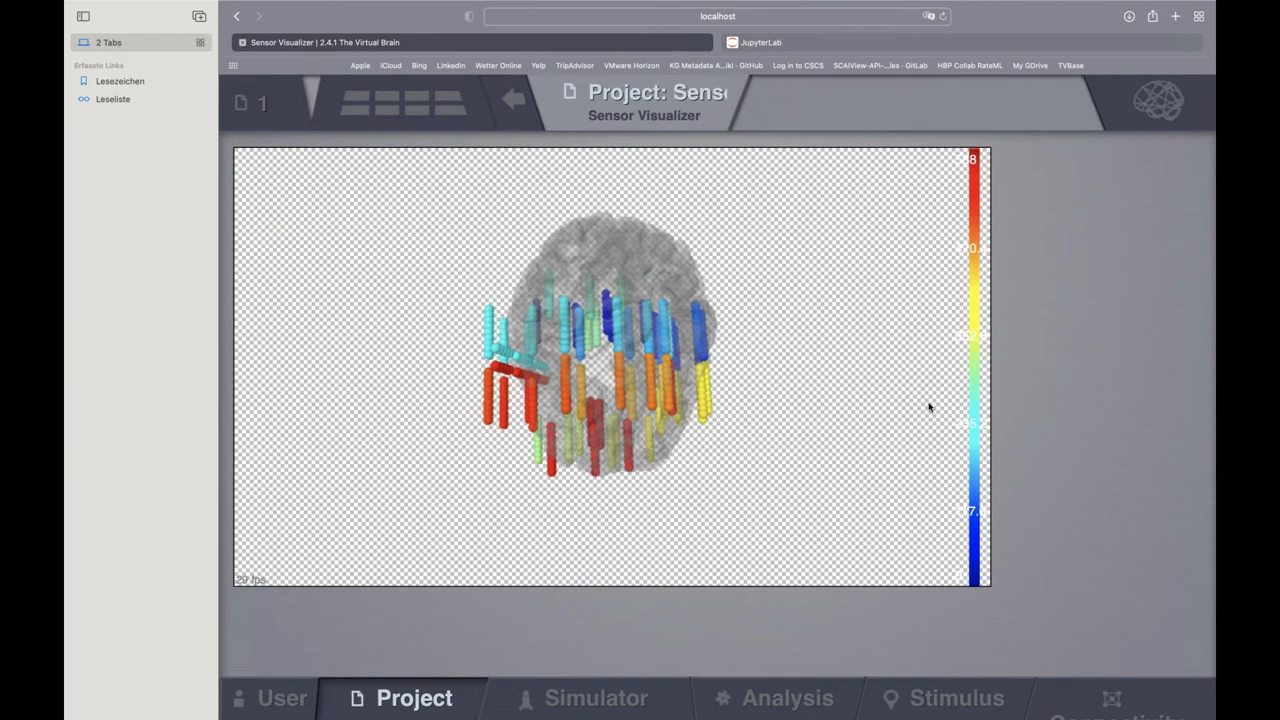 localhost
2 Tabs
Sensor Visualizer | 2.4.1 The Virtual Brain
JupyterLab
Erfasste Links
Apple iCloud Bing LinkedIn Wetter Online Yelp TripAdvisor VMware Horizon KG Metadata A...iki · GitHub Log in to CSCS SCAIView-API-...les · GitLab HBP Collab RateML My GDrive TVBase
Lesezeichen
Leseliste
1
Project: Sens
Sensor Visualizer
29 fps
User Project Simulator Analysis Stimulus